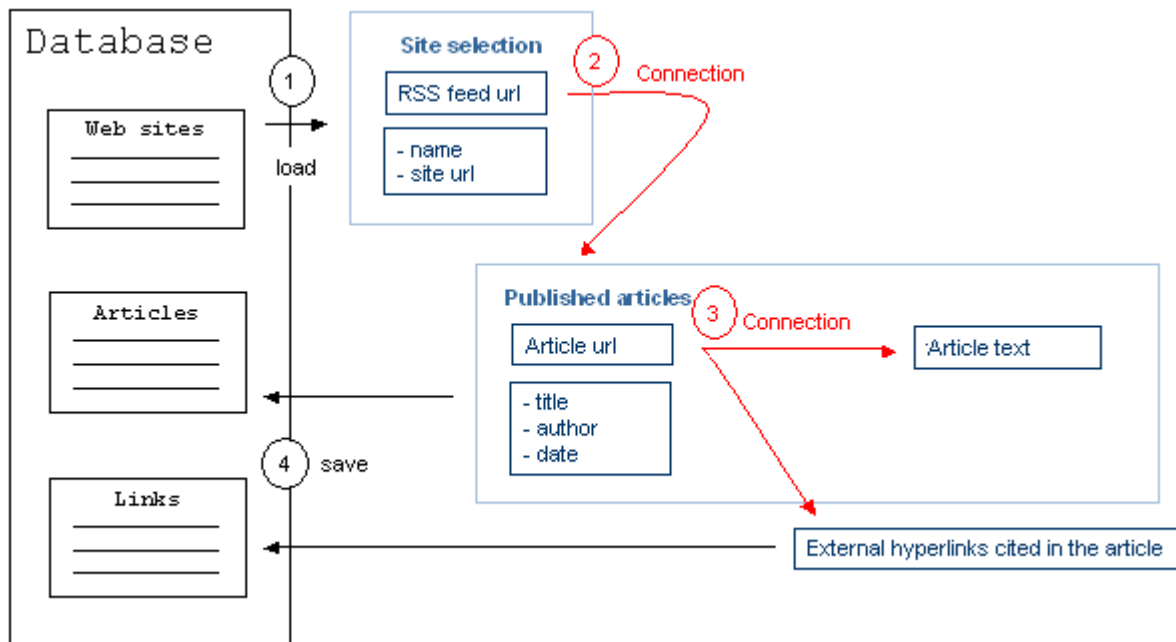 Database
1
load
Web sites
Site selection
RSS feed url
- name
- site url
2
Connection
Articles
Published articles
3
Connection
Article url
Article text
- title
- author
- date
4
save
Links
External hyperlinks cited in the article